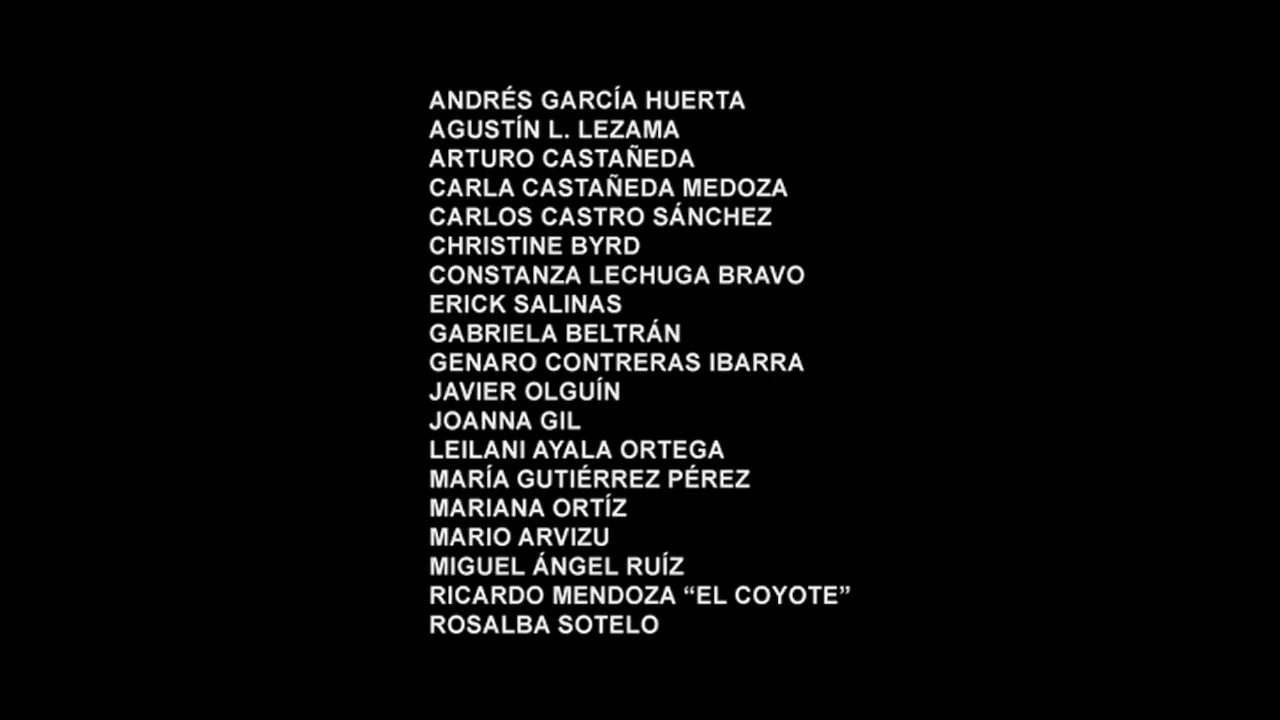 ANDRÉS GARCÍA HUERTA
AGUSTÍN L. LEZAMA
ARTURO CASTAÑEDA
CARLA CASTAÑEDA MEDOZA
CARLOS CASTRO SÁNCHEZ
CHRISTINE BYRD
CONSTANZA LECHUGA BRAVO
ERICK SALINAS
GABRIELA BELTRÁN
GENARO CONTRERAS IBARRA
JAVIER OLGUÍN
JOANNA GIL
LEILANI AYALA ORTEGA
MARÍA GUTIÉRREZ PÉREZ
MARIANA ORTÍZ
MARIO ARVIZU
MIGUEL ÁNGEL RUÍZ
RICARDO MENDOZA “EL COYOTE”
ROSALBA SOTELO